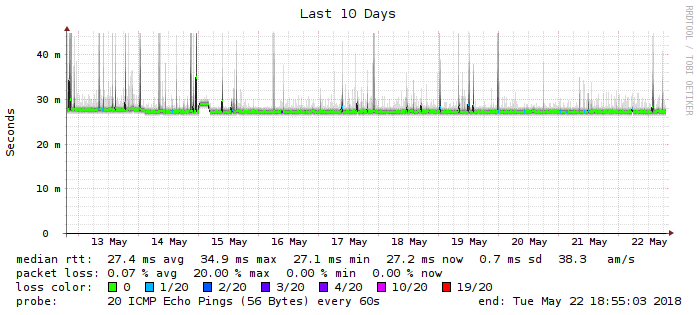 Last 10 Days
RRDTOOL / TOBI OETIKER
Seconds
40 m
30 m
20 m
10 m
0
13 May 14 May 15 May 16 May 17 May 18 May 19 May 20 May 21 May 22 May
median rtt: 27.4 ms avg 34.9 ms max 27.1 ms min 27.2 ms now 0.7 ms sd 38.3 am/s
packet loss: 0.07 % avg 20.00 % max 0.00 % min 0.00 % now
loss color: 0 1/20 2/20 3/20 4/20 10/20 19/20
probe: 20 ICMP Echo Pings (56 Bytes) every 60s end: Tue May 22 18:55:03 2018